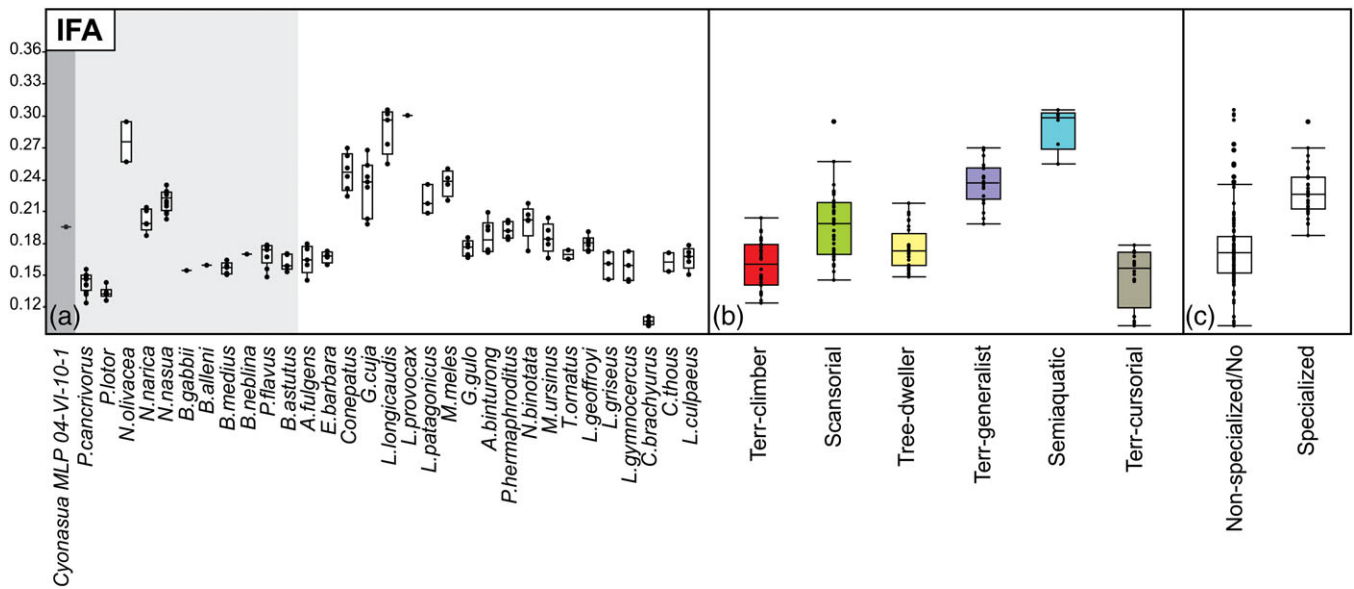 IFA
0.36
0.33
0.30
0.27
0.24
0.21
0.18
0.15
0.12
(a)
(b)
(c)
Cyonasua MLP 04-VI-10-1
P.cancrivorus
P.lotor
N.olivacea
N.narica
N.nasua
B.gabbii
B.alleni
B.medius
B.neblina
P.flavus
B.astutus
A.fulgens
E.barbara
Conepatus
G.cuja
L.longicaudis
L.provocax
L.patagonicus
M.meles
G.gulo
A.binturong
P.hermaphroditus
N.binotata
M.ursinus
T.ornatus
L.geoffroyi
L.griseus
L.gymnocercus
C.brachyurus
C.thous
L.culpaeus
Terr-climber
Scansorial
Tree-dweller
Terr-generalist
Semiaquatic
Terr-cursorial
Non-specialized/No
Specialized